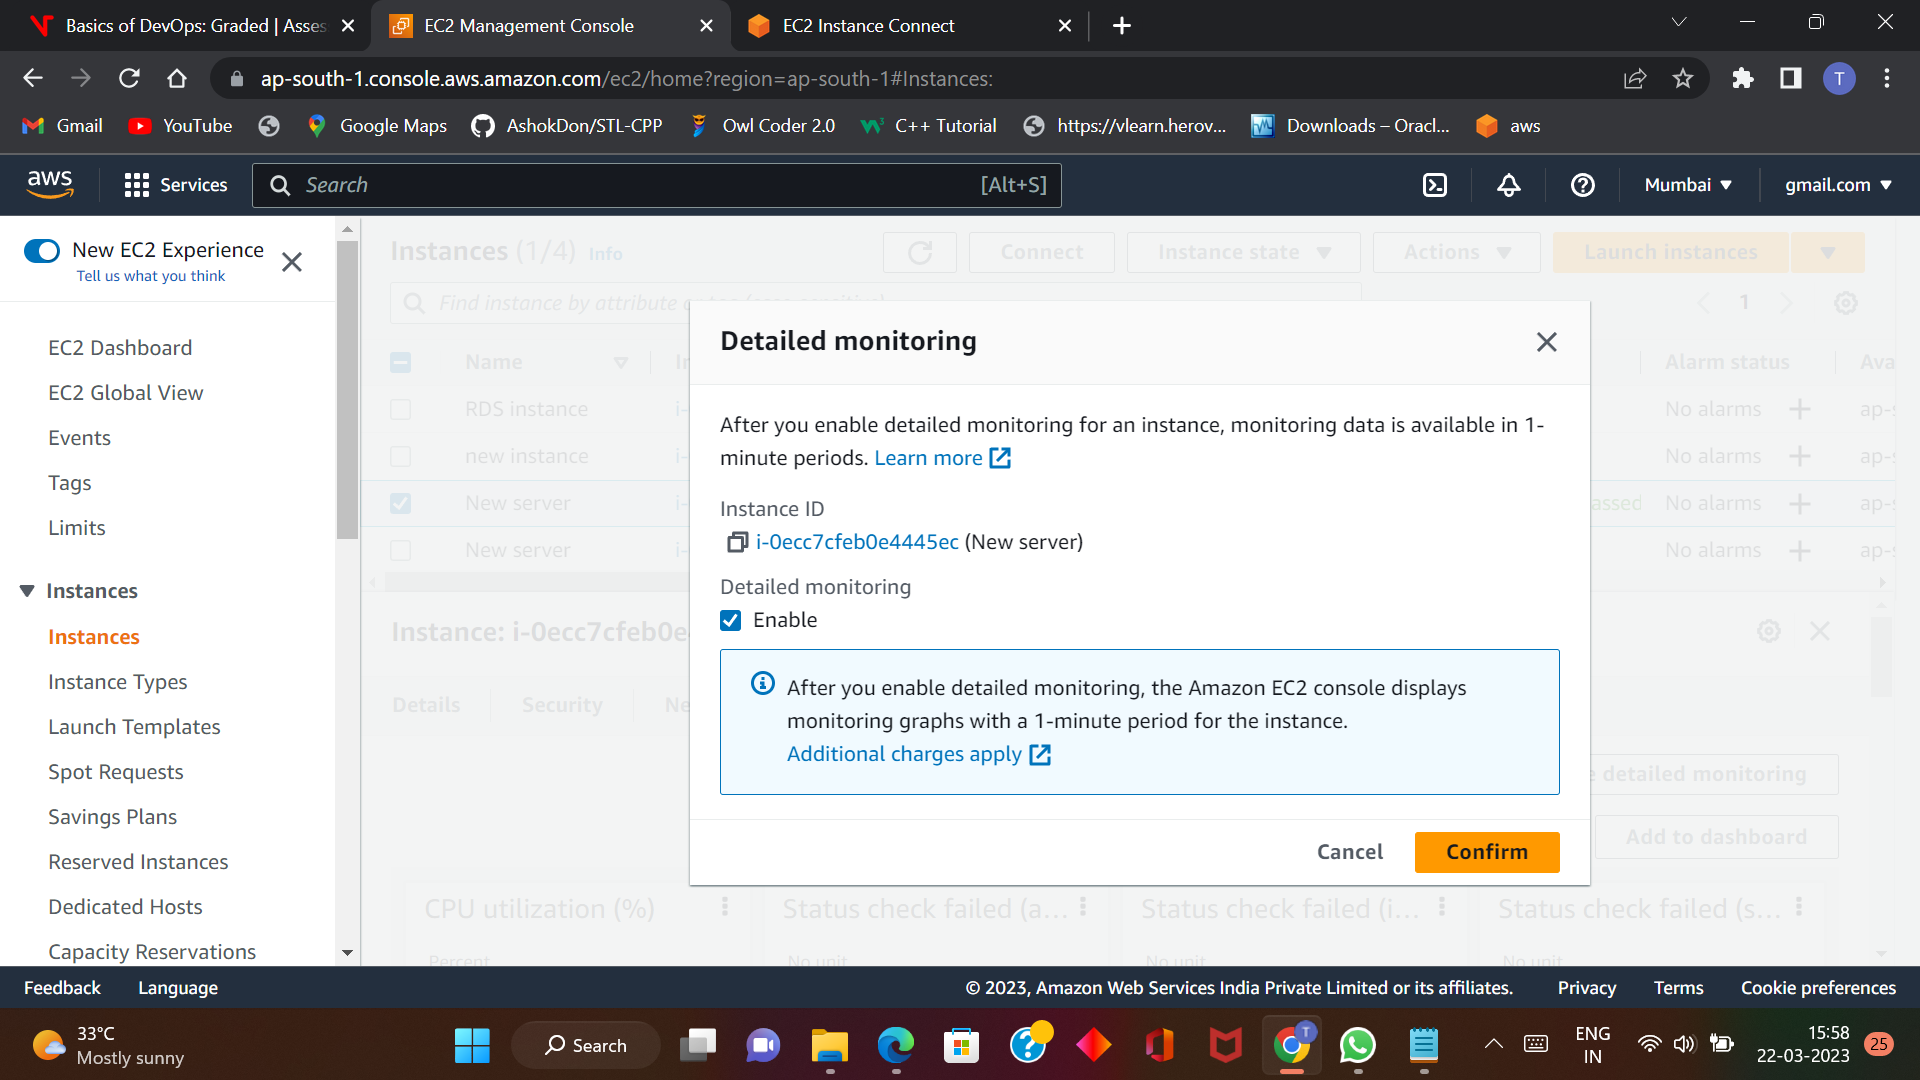 Basics of DevOps: Graded | Asses
EC2 Management Console
EC2 Instance Connect
ap-south-1.console.aws.amazon.com/ec2/home?region=ap-south-1#Instances:
T
Gmail
YouTube
Google Maps
AshokDon/STL-CPP
Owl Coder 2.0
C++ Tutorial
https://vlearn.herov...
Downloads – Oracl...
aws
aws
Services
Search
[Alt+S]
Mumbai
gmail.com
New EC2 Experience
Tell us what you think
EC2 Dashboard
EC2 Global View
Events
Tags
Limits
Instances
Instances
Instance Types
Launch Templates
Spot Requests
Savings Plans
Reserved Instances
Dedicated Hosts
Capacity Reservations
Instances (1/4) Info
Connect
Instance state
Actions
Launch instances
Find instance by attribute
1
Name
Alarm status
RDS instance
No alarms
new instance
No alarms
New server
No alarms
New server
No alarms
Detailed monitoring
After you enable detailed monitoring for an instance, monitoring data is available in 1-
minute periods. Learn more
Instance ID
i-0ecc7cfeb0e4445ec (New server)
Detailed monitoring
Enable
After you enable detailed monitoring, the Amazon EC2 console displays
monitoring graphs with a 1-minute period for the instance.
Additional charges apply
Cancel
Confirm
Instance: i-0ecc7cfeb0e
Details
Security
detailed monitoring
Add to dashboard
CPU utilization (%)
Status check failed (a...
Status check failed (i...
Status check failed (s...
Percent
No unit
No unit
No unit
Feedback
Language
© 2023, Amazon Web Services India Private Limited or its affiliates.
Privacy
Terms
Cookie preferences
33°C
Mostly sunny
Search
T
ENG
IN
15:58
22-03-2023
25